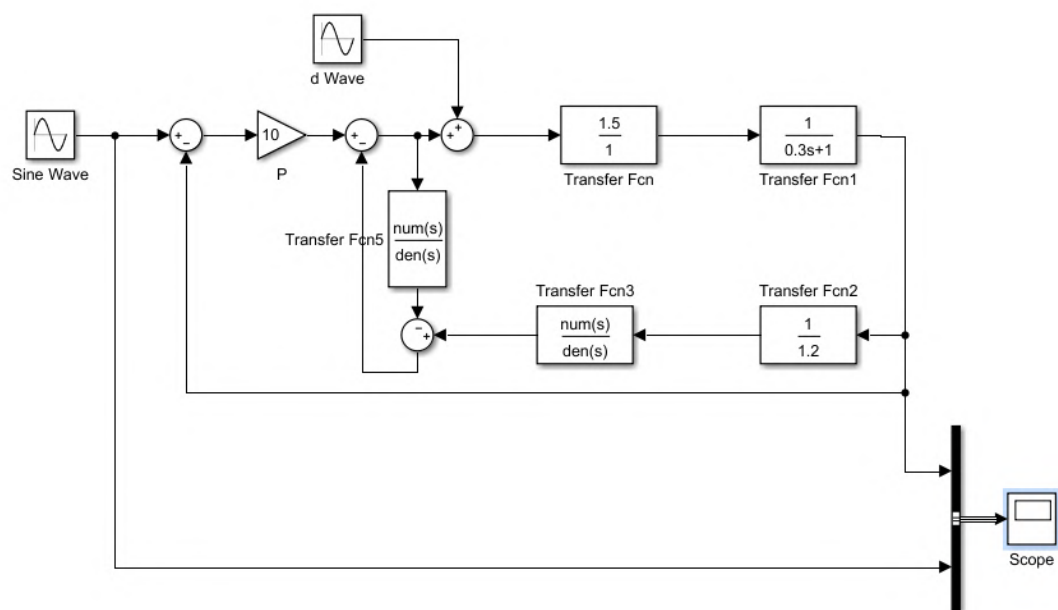 d Wave
+
-
10
+
-
+
+
1.5
1
1
0.3s+1
Sine Wave
P
Transfer Fcn
Transfer Fcn1
Transfer Fcn5
num(s)
den(s)
Transfer Fcn3
Transfer Fcn2
-
+
num(s)
den(s)
1
1.2
Scope